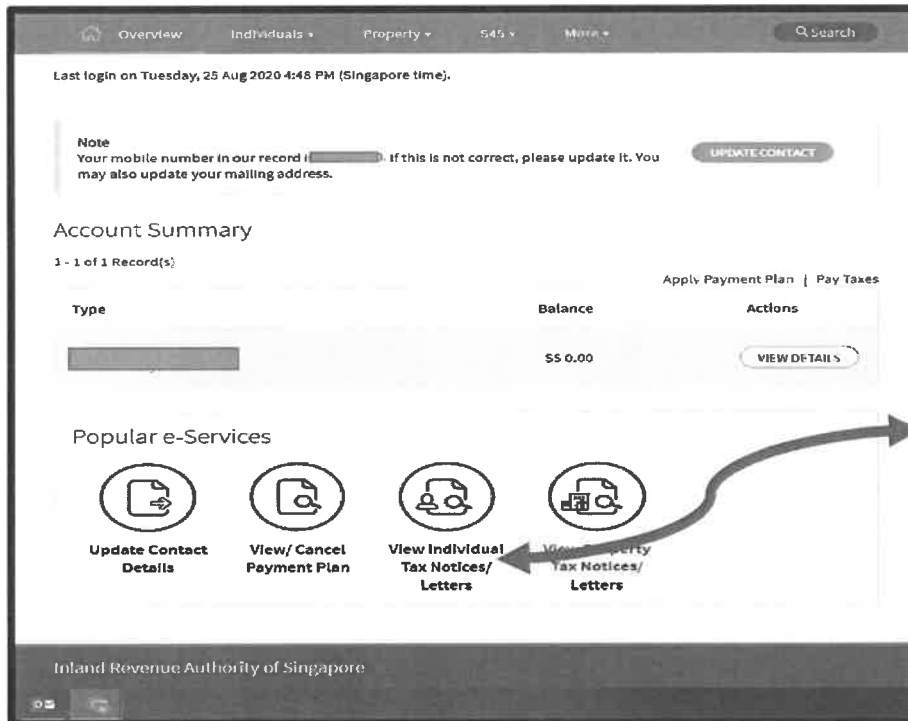 Overview Individuals Property S45 More Search
Last login on Tuesday, 25 Aug 2020 4:48 PM (Singapore time).
Note
Your mobile number in our record i . If this is not correct, please update it. You
UPDATE CONTACT
may also update your mailing address.
Account Summary
1 - 1 of 1 Record(s)
Apply Payment Plan | Pay Taxes
Type Balance Actions
S$ 0.00 VIEW DETAILS
Popular e-Services
Update Contact
Details
View/ Cancel
Payment Plan
View Individual
Tax Notices/
Letters
View Property
Tax Notices/
Letters
Inland Revenue Authority of Singapore